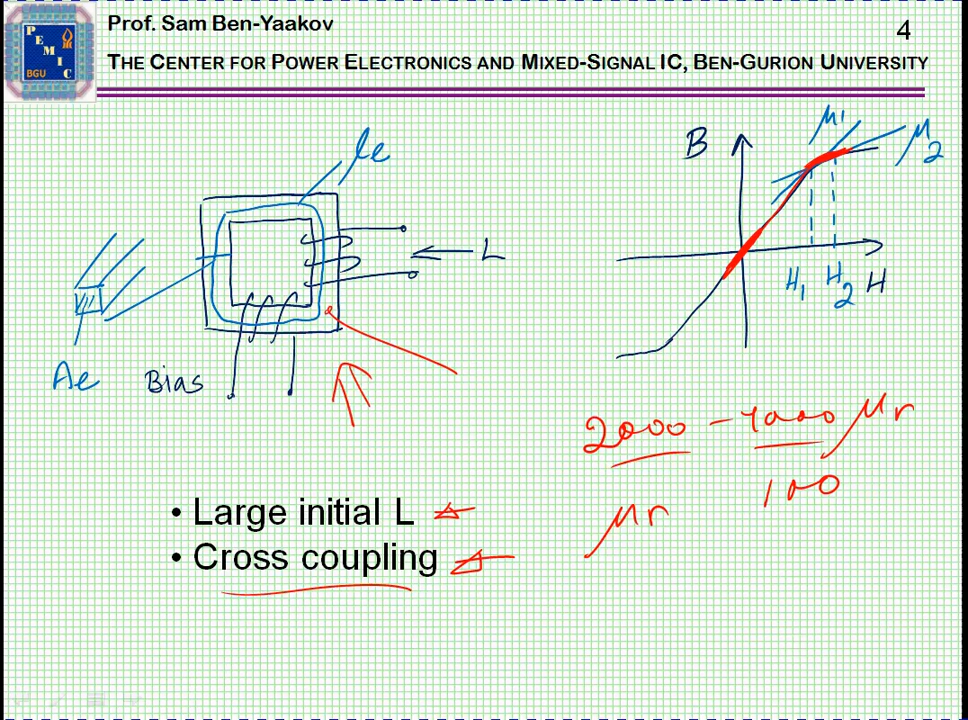 Prof. Sam Ben-Yaakov
4
THE CENTER FOR POWER ELECTRONICS AND MIXED-SIGNAL IC, BEN-GURION UNIVERSITY
P
E
M
I
C
BGU
le
L
Ae
Bias
B
μ1
μ2
H1
H2
H
2000 - 4000 μr
100
• Large initial L
μr
• Cross coupling